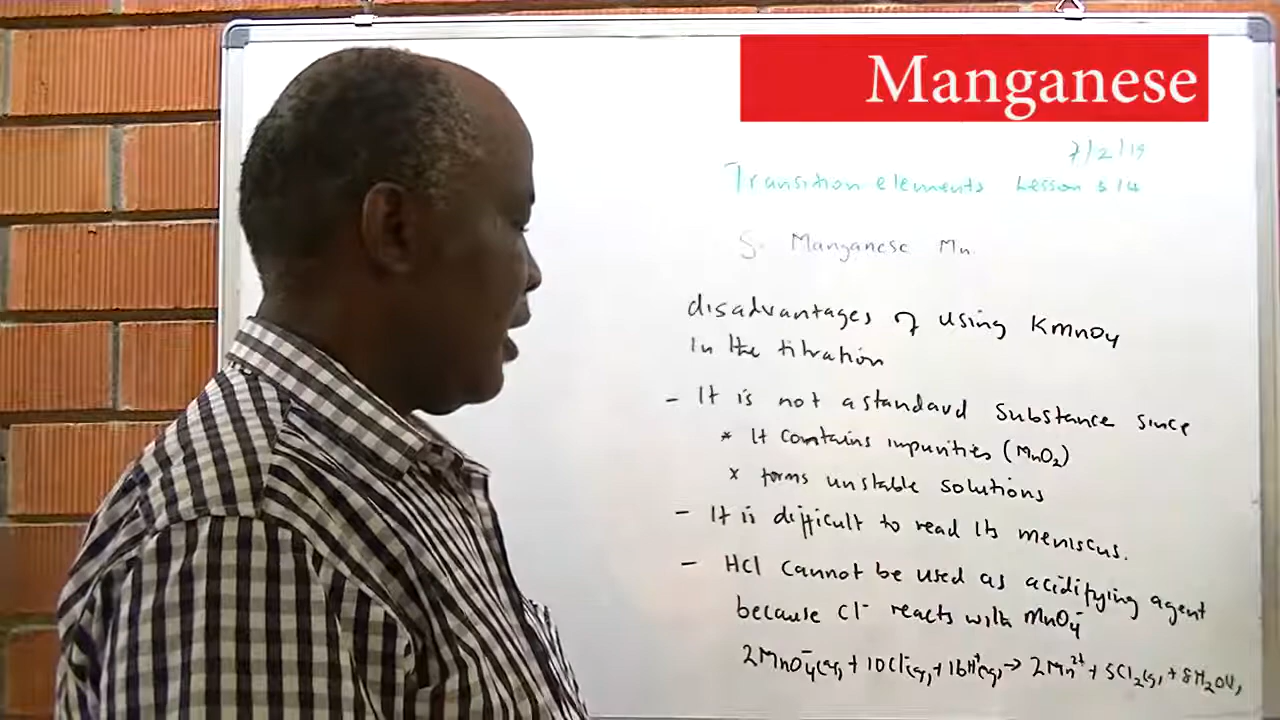 Manganese
7/2/19
Transition elements Lesson 3/4
5. Manganese Mn.
disadvantages of using KMnO4
in the titration
- It is not a standard substance since
* It contains impurities (MnO2)
* forms unstable solutions
- It is difficult to read its meniscus.
- HCl cannot be used as acidifying agent
because Cl⁻ reacts with MnO4⁻
2MnO4⁻(aq) + 10Cl⁻(aq) + 16H⁺(aq) → 2Mn²⁺ + 5Cl2(g) + 8H2O(l)